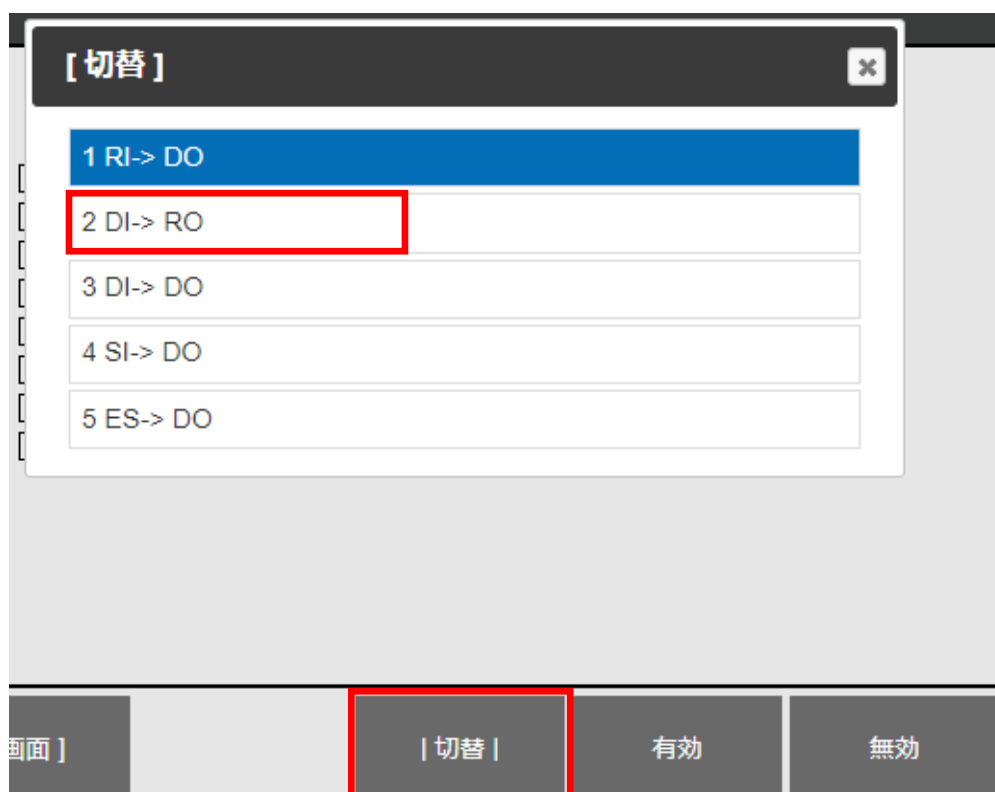 [ 切替 ]
1 RI-> DO
2 DI-> RO
3 DI-> DO
4 SI-> DO
5 ES-> DO
画面 ]
| 切替 |
有効
無効